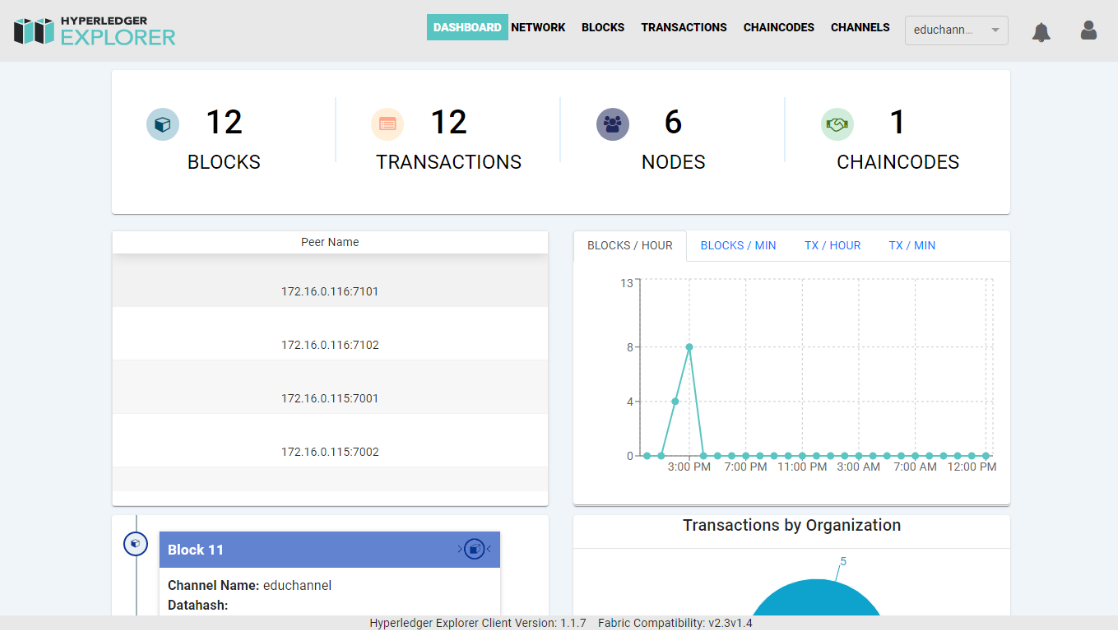 HYPERLEDGER
EXPLORER
DASHBOARD NETWORK BLOCKS TRANSACTIONS CHAINCODES CHANNELS educhann...
12
BLOCKS
12
TRANSACTIONS
6
NODES
1
CHAINCODES
Peer Name
172.16.0.116:7101
172.16.0.116:7102
172.16.0.115:7001
172.16.0.115:7002
BLOCKS / HOUR BLOCKS / MIN TX / HOUR TX / MIN
13
8
4
0
3:00 PM 7:00 PM 11:00 PM 3:00 AM 7:00 AM 12:00 PM
Block 11
Channel Name: educhannel
Datahash:
Transactions by Organization
5
Hyperledger Explorer Client Version: 1.1.7 Fabric Compatibility: v2.3v1.4